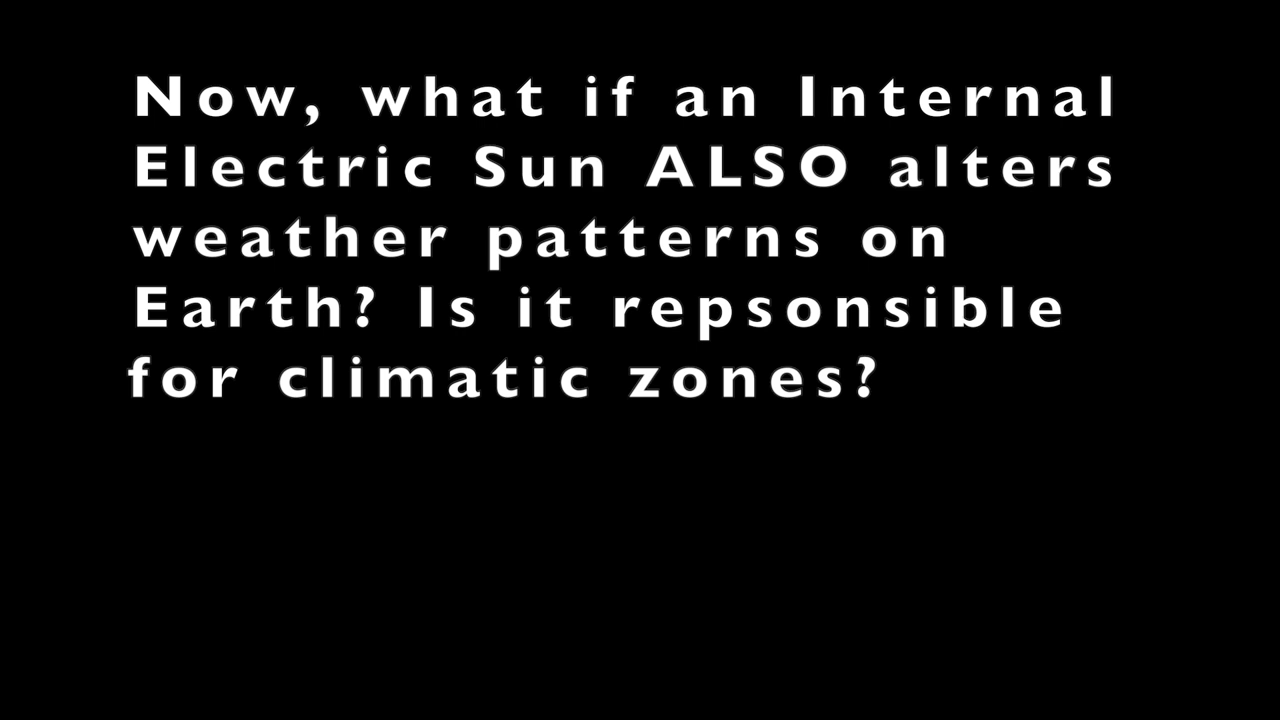 Now, what if an Internal
Electric Sun ALSO alters
weather patterns on
Earth? Is it repsonsible
for climatic zones?